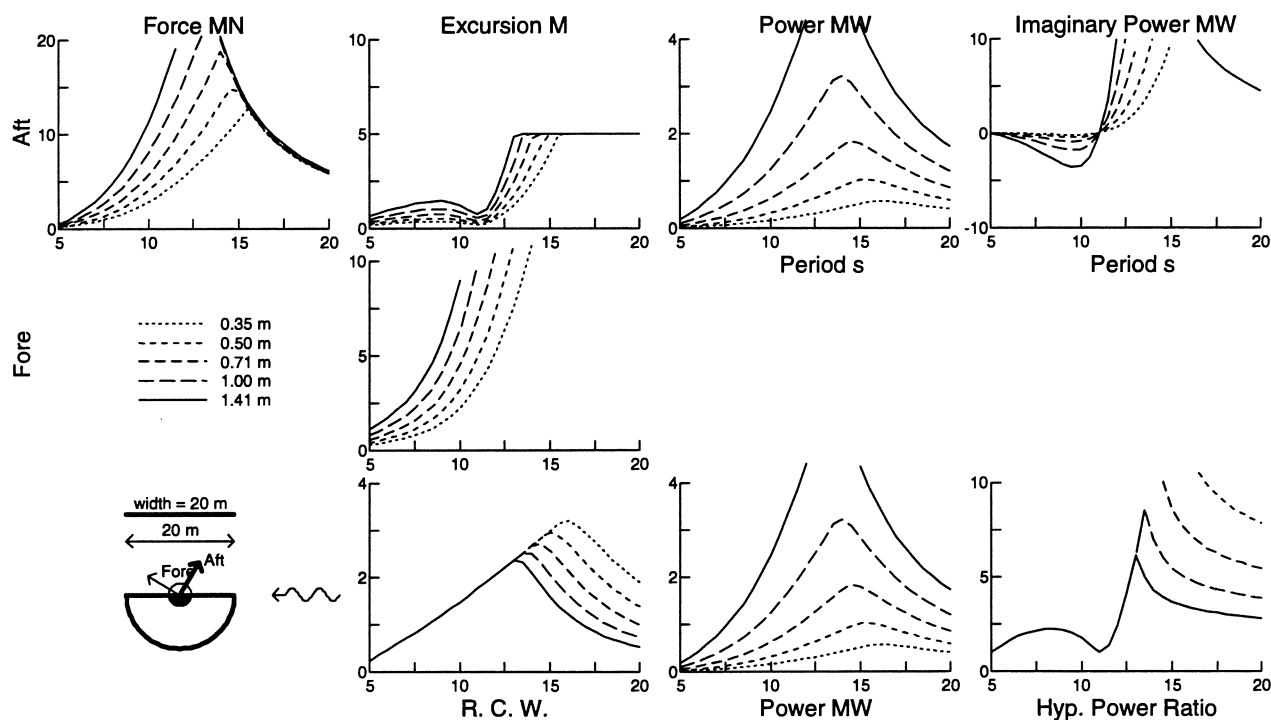 Force MN
Excursion M
Power MW
Imaginary Power MW
Aft
20
10
0
5 10 15 20
10
5
0
5 10 15 20
4
2
0
5 10 15 20
Period s
10
0
-10
5 10 15 20
Period s
Fore
0.35 m
0.50 m
0.71 m
1.00 m
1.41 m
10
5
0
5 10 15 20
width = 20 m
20 m
Fore
Aft
4
2
0
5 10 15 20
R. C. W.
4
2
0
5 10 15 20
Power MW
10
5
0
5 10 15 20
Hyp. Power Ratio